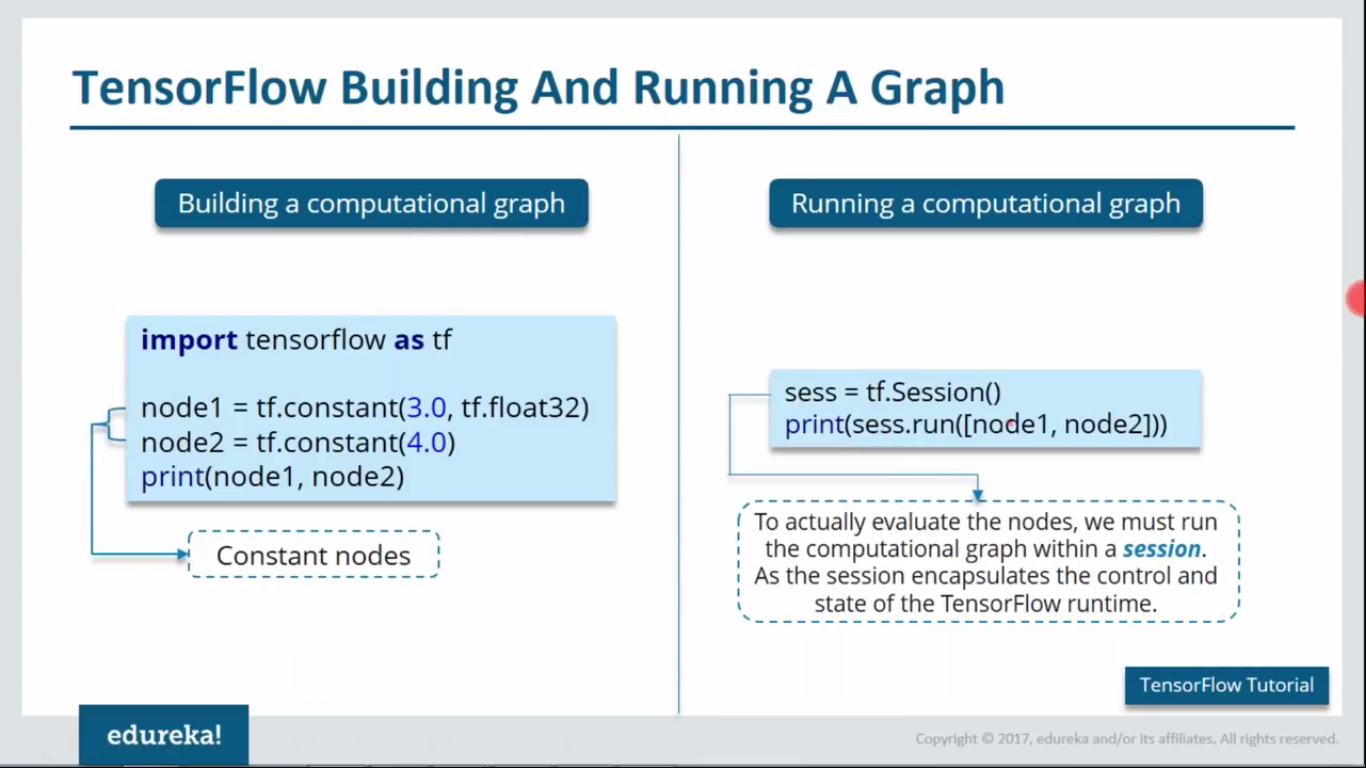 TensorFlow Building And Running A Graph
Building a computational graph
import tensorflow as tf
node1 = tf.constant(3.0, tf.float32)
node2 = tf.constant(4.0)
print(node1, node2)
Constant nodes
Running a computational graph
sess = tf.Session()
print(sess.run([node1, node2]))
To actually evaluate the nodes, we must run
the computational graph within a session.
As the session encapsulates the control and
state of the TensorFlow runtime.
TensorFlow Tutorial
edureka!
Copyright © 2017, edureka and/or its affiliates. All rights reserved.